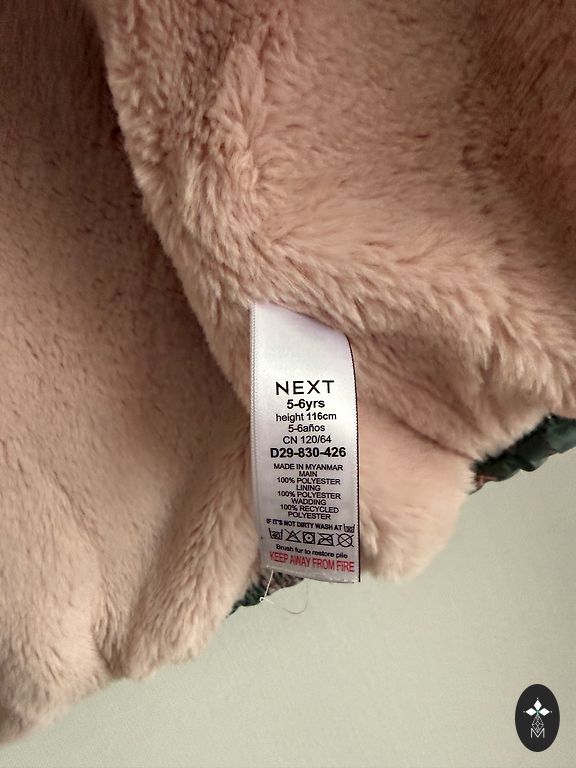 NEXT
5-6yrs
height 116cm
5-6años
CN 120/64
D29-830-426
MADE IN MYANMAR
MAIN
100% POLYESTER
LINING
100% POLYESTER
WADDING
100% RECYCLED
POLYESTER
IF IT'S NOT DIRTY WASH AT
Brush fur to restore pile
KEEP AWAY FROM FIRE
M